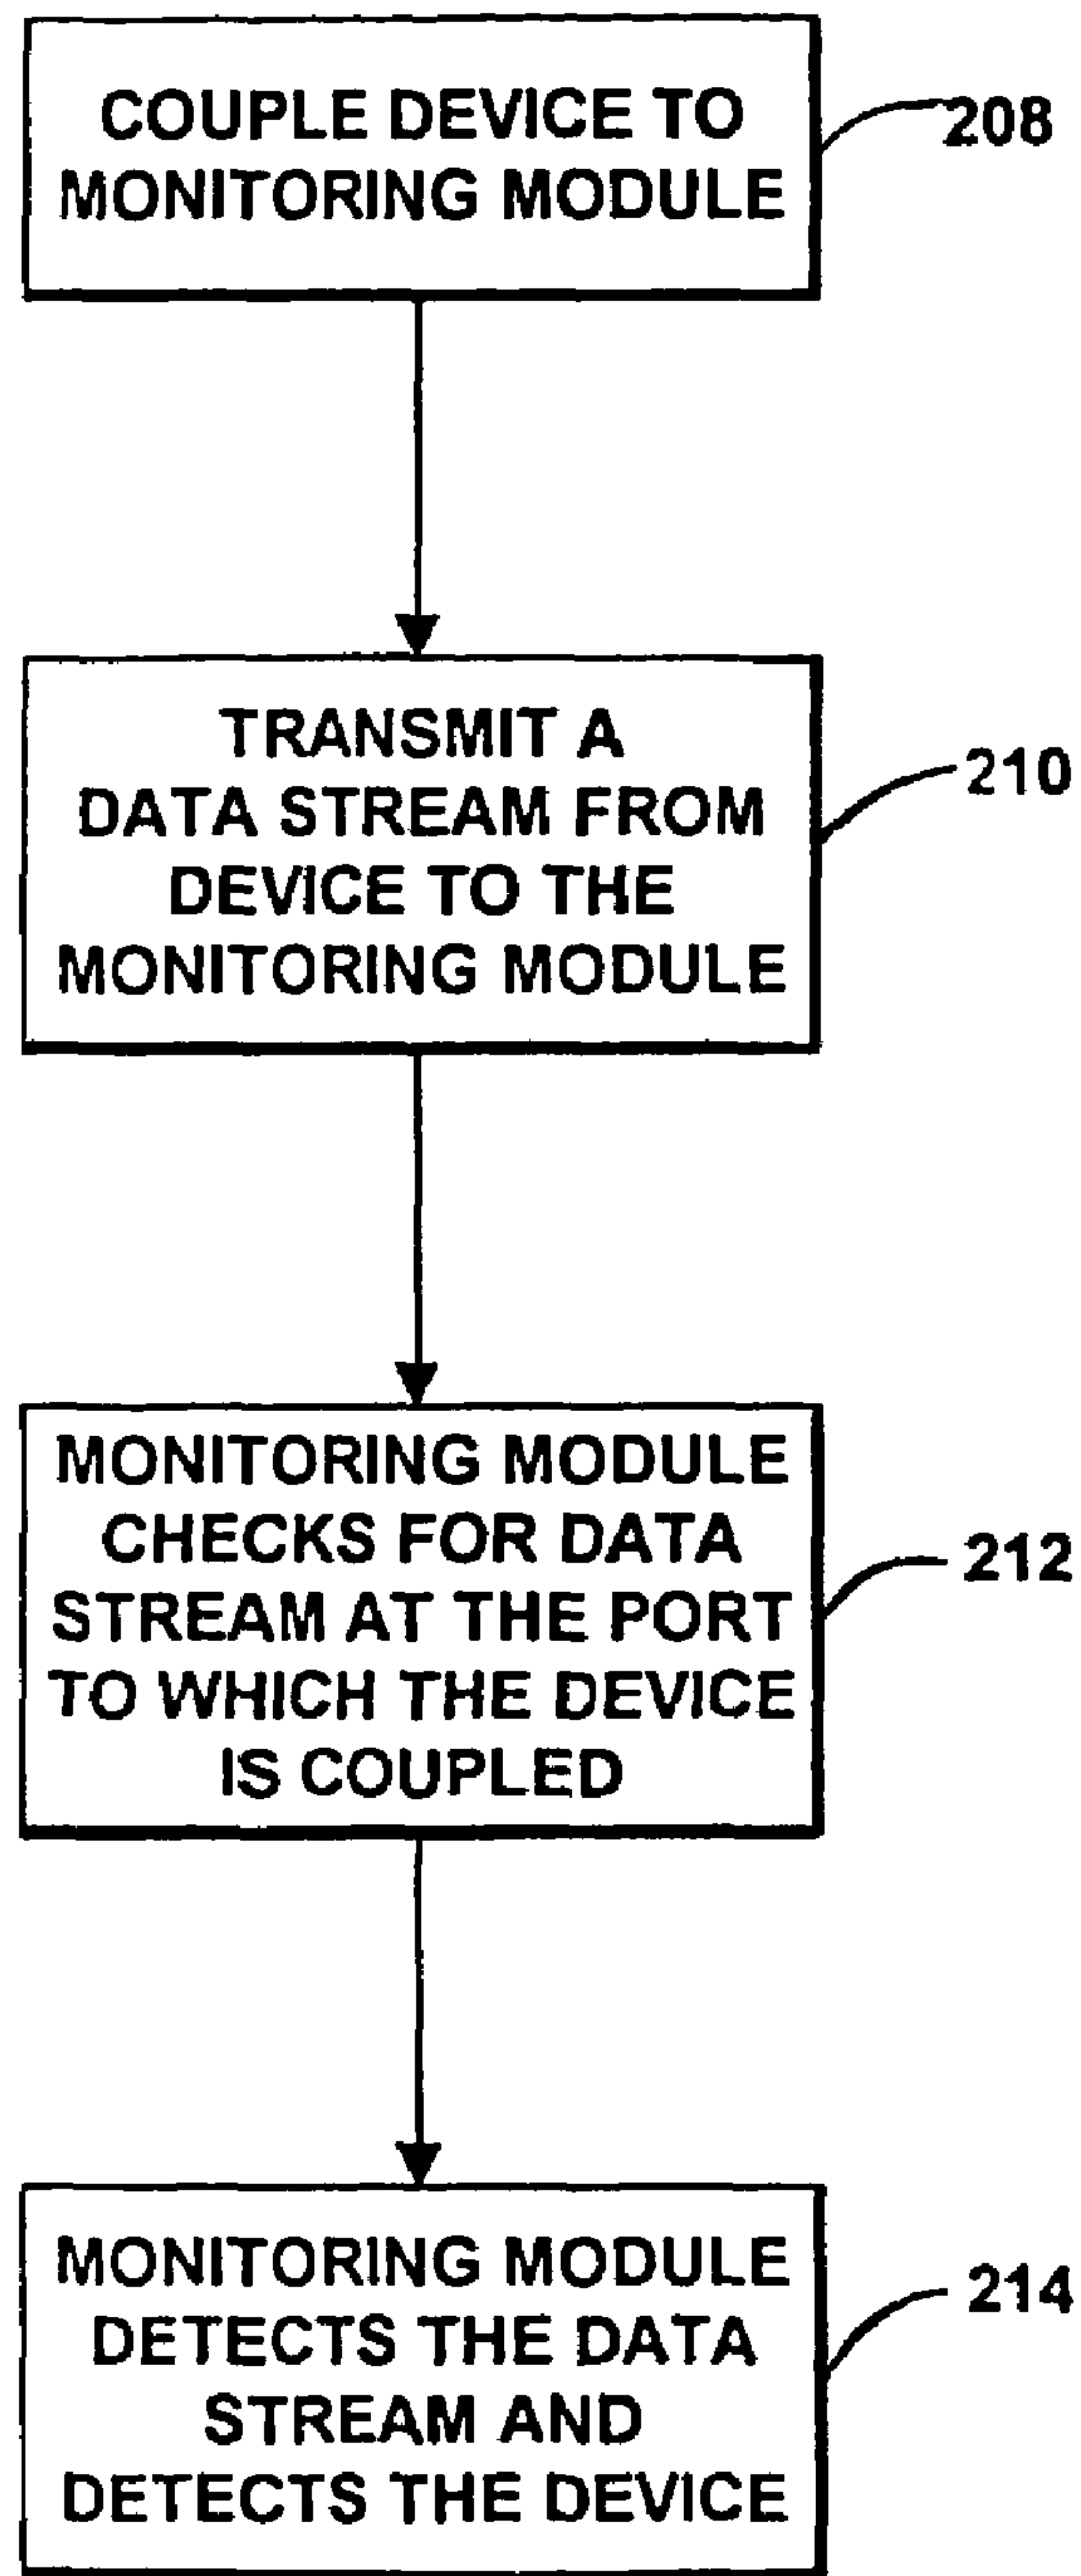 COUPLE DEVICE TO
MONITORING MODULE
208
TRANSMIT A
DATA STREAM FROM
DEVICE TO THE
MONITORING MODULE
210
MONITORING MODULE
CHECKS FOR DATA
STREAM AT THE PORT
TO WHICH THE DEVICE
IS COUPLED
212
MONITORING MODULE
DETECTS THE DATA
STREAM AND
DETECTS THE DEVICE
214